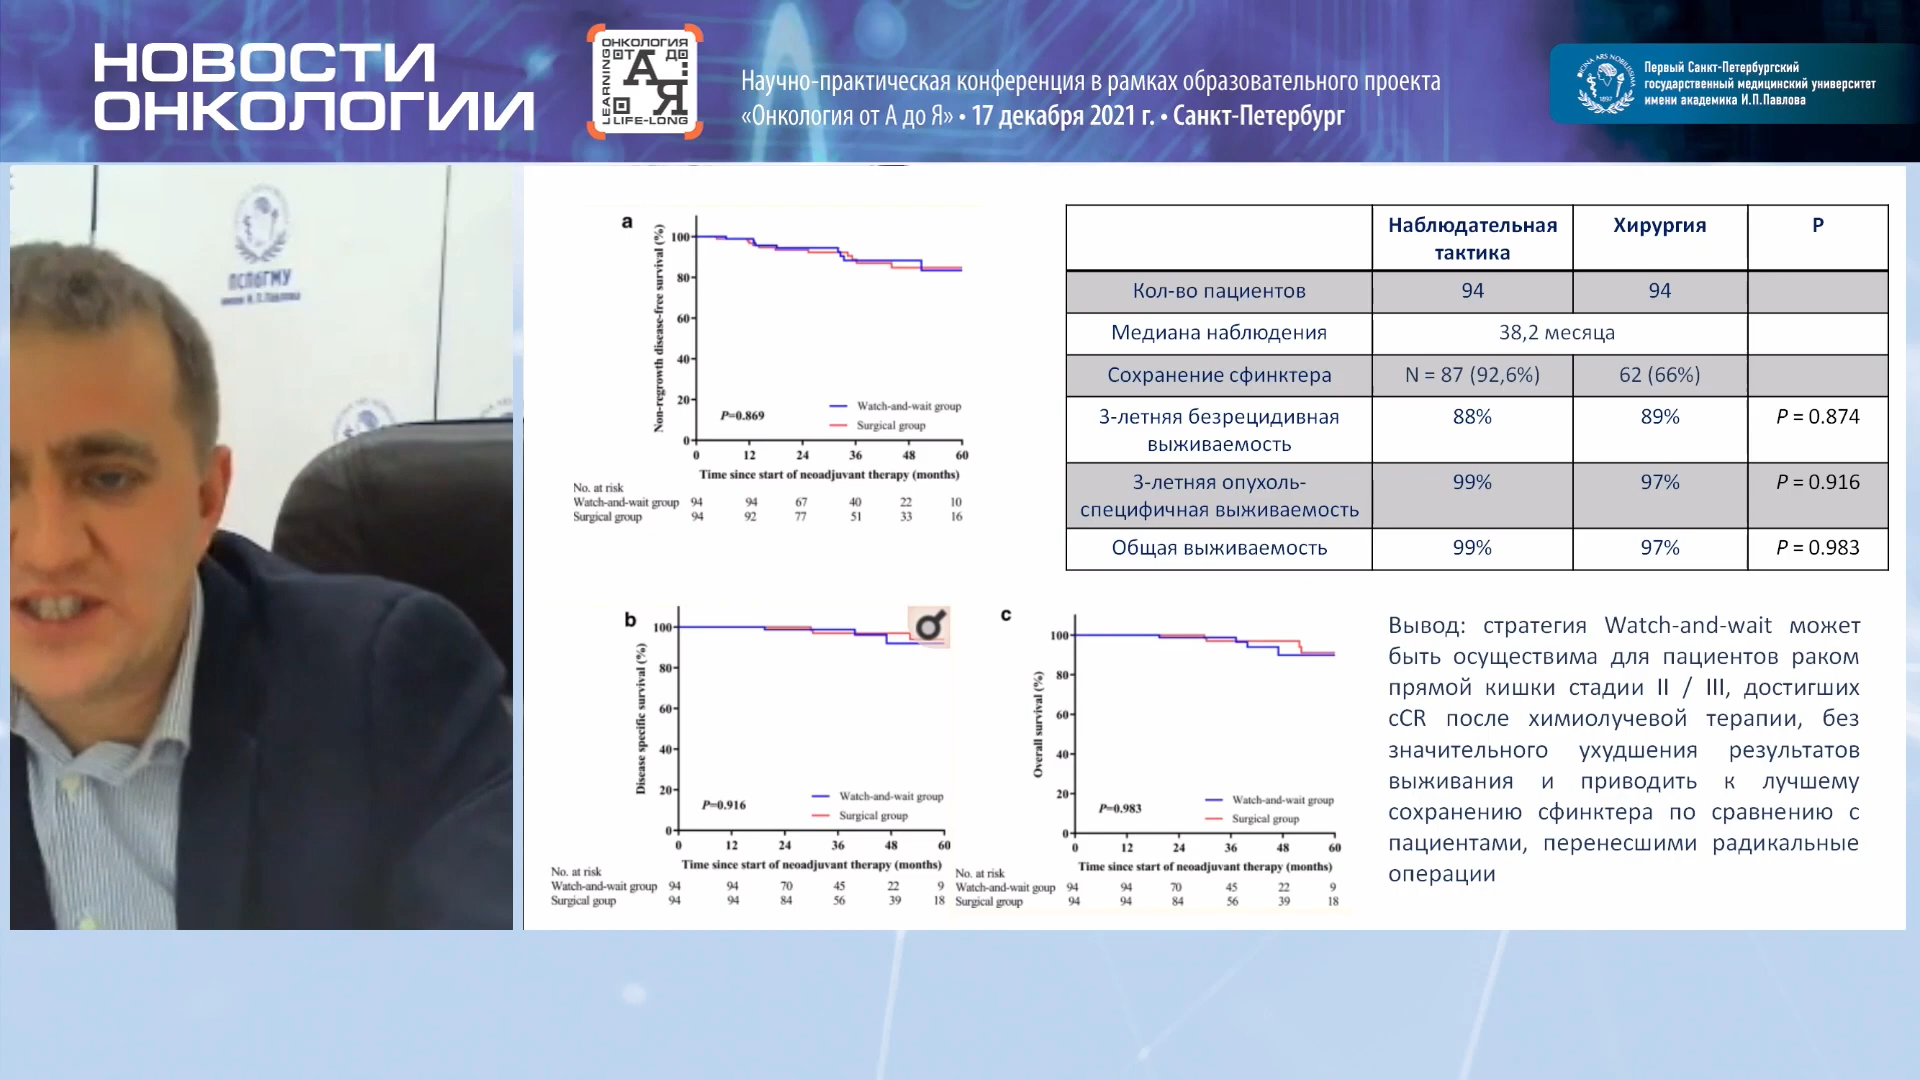 НОВОСТИ
ОНКОЛОГИИ
ОНКОЛОГИЯ
ОТ А ДО Я
LEARNING
LIFE-LONG
Научно-практическая конференция в рамках образовательного проекта
«Онкология от А до Я» • 17 декабря 2021 г. • Санкт-Петербург
Первый Санкт-Петербургский
государственный медицинский университет
имени академика И.П.Павлова
1897
ПСПбГМУ
имени И.П.Павлова
a
Non-regrowth disease-free survival (%)
100
80
60
40
20
0
P=0.869
Watch-and-wait group
Surgical group
0 12 24 36 48 60
Time since start of neoadjuvant therapy (months)
No. at risk
Watch-and-wait group 94 94 67 40 22 10
Surgical group 94 92 77 51 33 16
Наблюдательная тактика Хирургия P
Кол-во пациентов 94 94
Медиана наблюдения 38,2 месяца
Сохранение сфинктера N = 87 (92,6%) 62 (66%)
3-летняя безрецидивная выживаемость 88% 89% P = 0.874
3-летняя опухоль-специфичная выживаемость 99% 97% P = 0.916
Общая выживаемость 99% 97% P = 0.983
b
Disease specific survival (%)
100
80
60
40
20
0
P=0.916
Watch-and-wait group
Surgical group
0 12 24 36 48 60
Time since start of neoadjuvant therapy (months)
No. at risk
Watch-and-wait group 94 94 70 45 22 9
Surgical goup 94 94 84 56 39 18
c
Overall survival (%)
100
80
60
40
20
0
P=0.983
Watch-and-wait group
Surgical group
0 12 24 36 48 60
Time since start of neoadjuvant therapy (months)
No. at risk
Watch-and-wait goup 94 94 70 45 22 9
Surgical group 94 94 84 56 39 18
Вывод: стратегия Watch-and-wait может
быть осуществима для пациентов раком
прямой кишки стадии II / III, достигших
cCR после химиолучевой терапии, без
значительного ухудшения результатов
выживания и приводить к лучшему
сохранению сфинктера по сравнению с
пациентами, перенесшими радикальные
операции